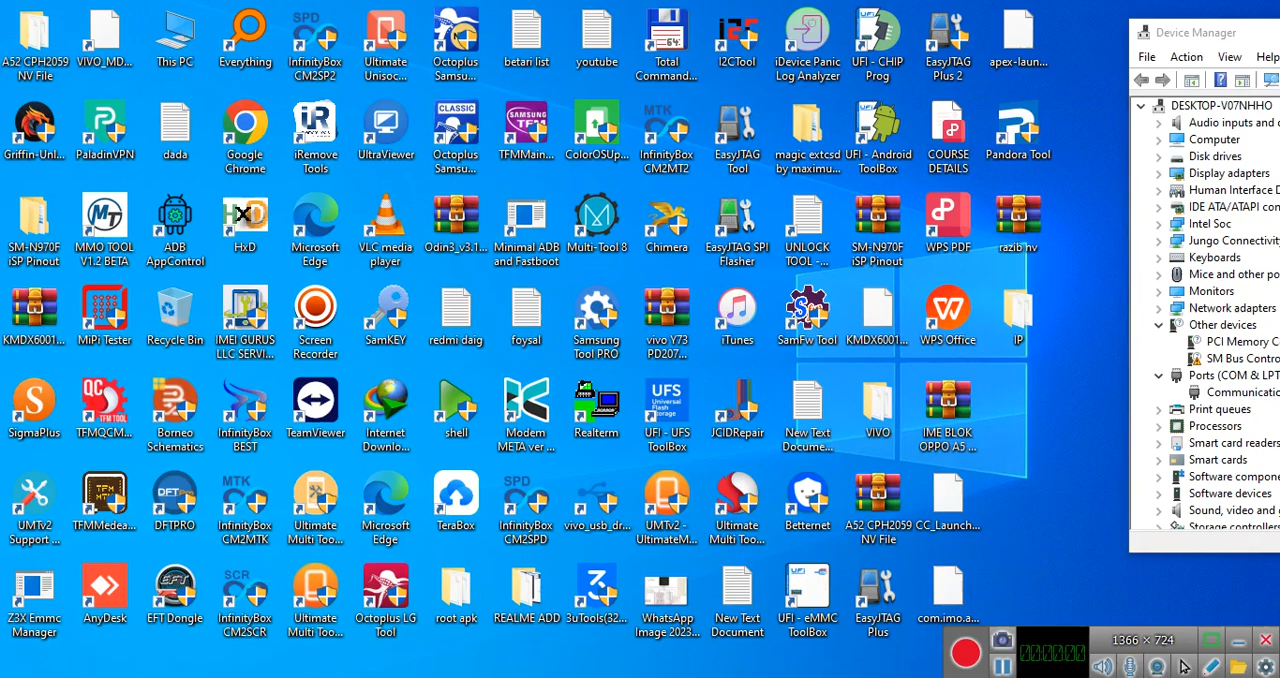 A52 CPH2059
NV File
VIVO_MD...
This PC
Everything
InfinityBox
CM2SP2
Ultimate
Unisoc...
Octoplus
Samsu...
betari list
youtube
Total
Command...
I2CTool
iDevice Panic
Log Analyzer
UFI - CHIP
Prog
EasyJTAG
Plus 2
apex-laun...
Griffin-Unl...
PaladinVPN
dada
Google
Chrome
iRemove
Tools
UltraViewer
Octoplus
Samsu...
TFMMain...
ColorOSUp...
InfinityBox
CM2MT2
EasyJTAG
Tool
magic extcsd
by maximu...
UFI - Android
ToolBox
COURSE
DETAILS
Pandora Tool
SM-N970F
iSP Pinout
MMO TOOL
V1.2 BETA
ADB
AppControl
HxD
Microsoft
Edge
VLC media
player
Odin3_v3.1...
Minimal ADB
and Fastboot
Multi-Tool 8
Chimera
EasyJTAG SPI
Flasher
UNLOCK
TOOL -...
SM-N970F
iSP Pinout
WPS PDF
razib nv
KMDX6001...
MiPi Tester
Recycle Bin
IMEI GURUS
LLC SERVI...
Screen
Recorder
SamKEY
redmi daig
foysal
Samsung
Tool PRO
vivo Y73
PD207...
iTunes
SamFw Tool
KMDX6001...
WPS Office
IP
SigmaPlus
TFMQCM...
Borneo
Schematics
InfinityBox
BEST
TeamViewer
Internet
Downlo...
shell
Modem
META ver ...
Realterm
UFI - UFS
ToolBox
JCIDRepair
New Text
Docume...
VIVO
IME BLOK
OPPO A5 ...
UMTv2
Support ...
TFMMedea...
DFTPRO
InfinityBox
CM2MTK
Ultimate
Multi Too...
Microsoft
Edge
TeraBox
InfinityBox
CM2SPD
vivo_usb_dr...
UMTv2 -
UltimateM...
Ultimate
Multi Too...
Betternet
A52 CPH2059
NV File
CC_Launch...
Z3X Emmc
Manager
AnyDesk
EFT Dongle
InfinityBox
CM2SCR
Ultimate
Multi Too...
Octoplus LG
Tool
root apk
REALME ADD
3uTools(32...
WhatsApp
Image 2023...
New Text
Document
UFI - eMMC
ToolBox
EasyJTAG
Plus
com.imo.a...
Device Manager
File Action View Help
DESKTOP-V07NHHO
Audio inputs and
Computer
Disk drives
Display adapters
Human Interface D
IDE ATA/ATAPI con
Intel Soc
Jungo Connectivity
Keyboards
Mice and other po
Monitors
Network adapters
Other devices
PCI Memory C
SM Bus Contro
Ports (COM & LPT
Communicatio
Print queues
Processors
Smart card readers
Smart cards
Software compone
Software devices
Sound, video and
Storage controllers
1366 × 724
00:00:00